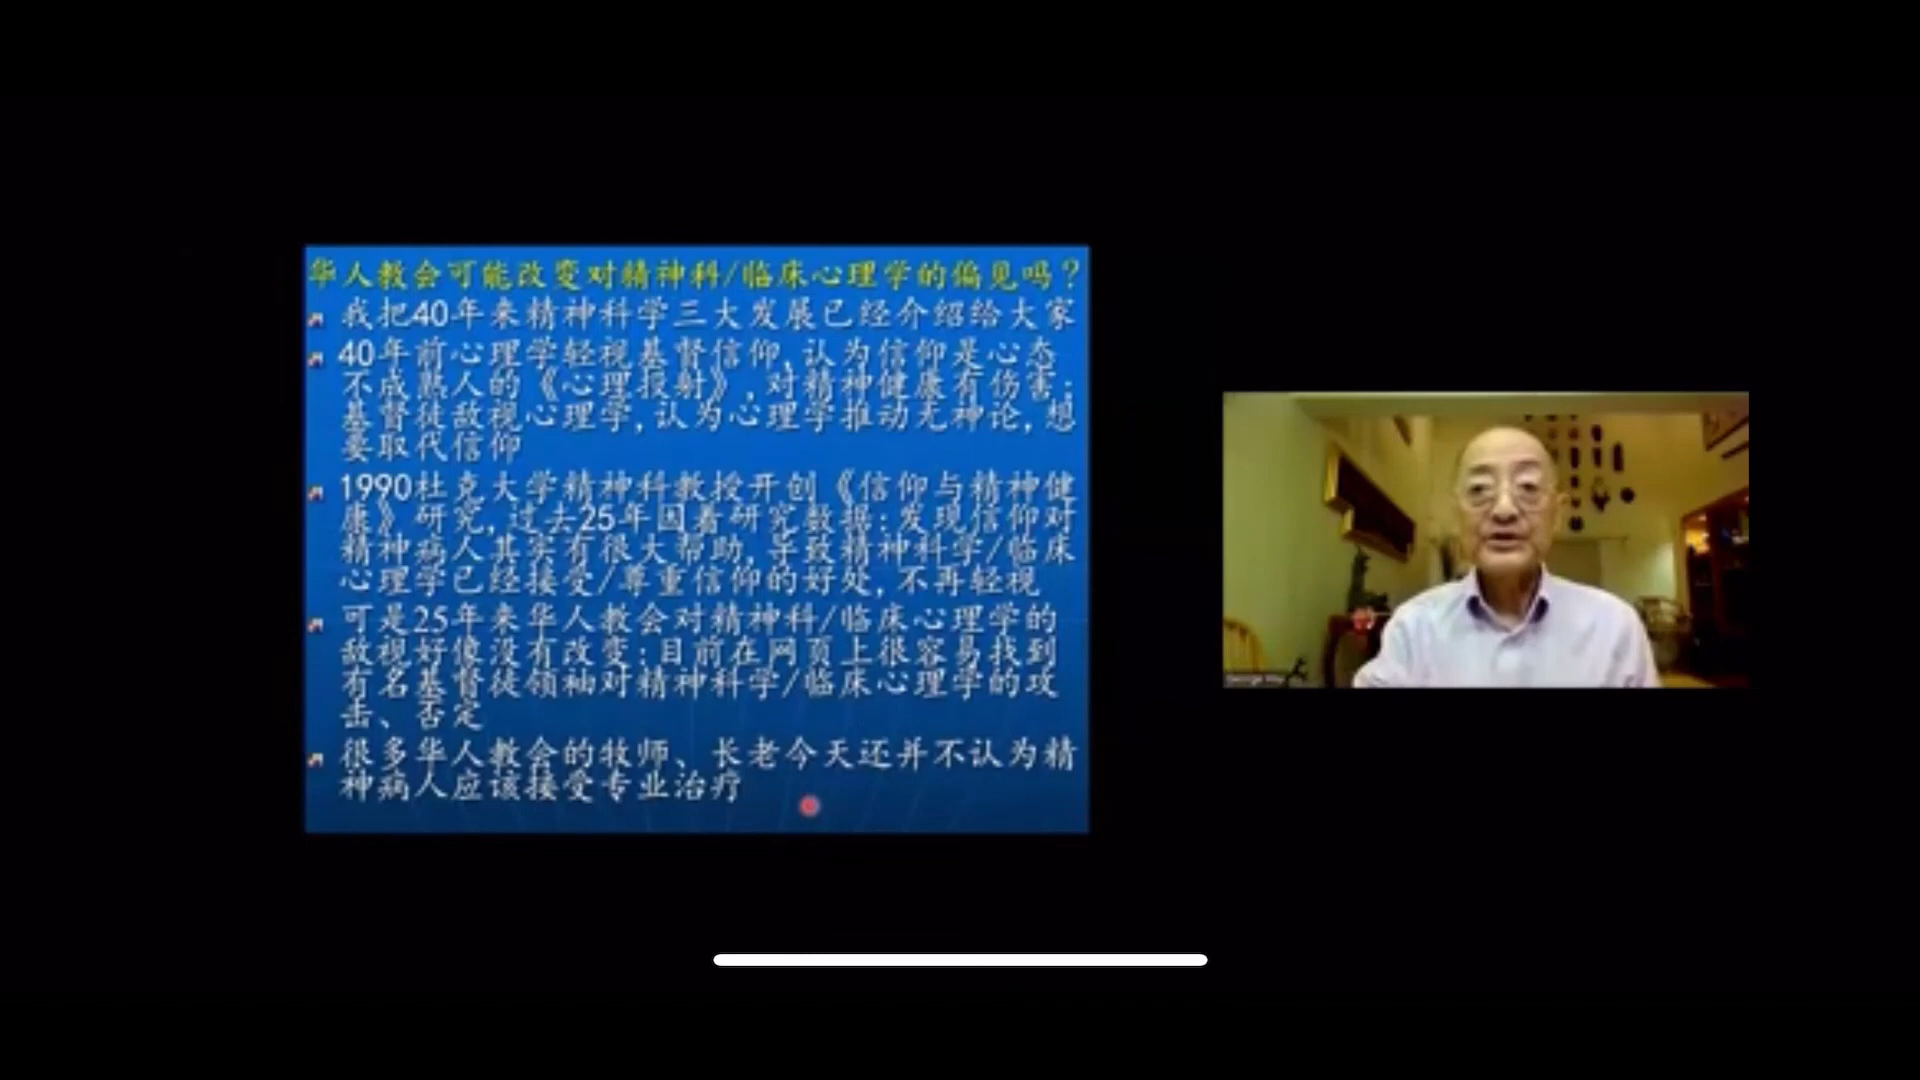 华人教会可能改变对精神科/临床心理学的偏见吗?
我把40年来精神科学三大发展已经介绍给大家
40年前心理学轻视基督信仰,认为信仰是心态
不成熟人的《心理投射》,对精神健康有伤害;
基督徒敌视心理学,认为心理学推动无神论,想
要取代信仰
1990杜克大学精神科教授开创《信仰与精神健
康》研究,过去25年因着研究数据:发现信仰对
精神病人其实有很大帮助,导致精神科学/临床
心理学已经接受/尊重信仰的好处,不再轻视
可是25年来华人教会对精神科/临床心理学的
敌视好像没有改变;目前在网页上很容易找到
有名基督徒领袖对精神科学/临床心理学的攻
击、否定
很多华人教会的牧师、长老今天还并不认为精
神病人应该接受专业治疗